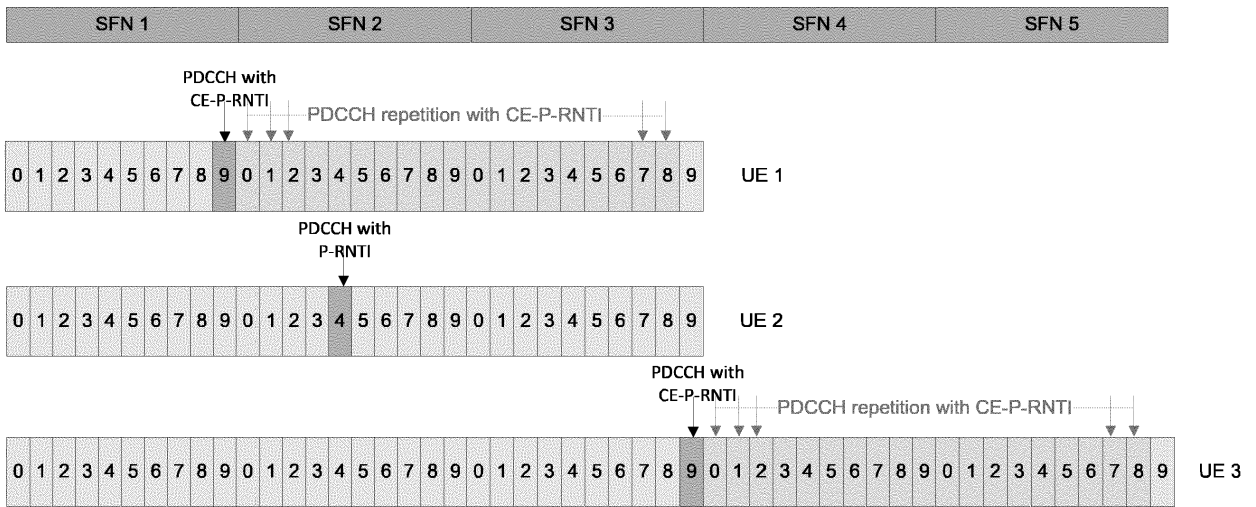 SFN 1 SFN 2 SFN 3 SFN 4 SFN 5
PDCCH with
CE-P-RNTI
PDCCH repetition with CE-P-RNTI
0 1 2 3 4 5 6 7 8 9 0 1 2 3 4 5 6 7 8 9 0 1 2 3 4 5 6 7 8 9 UE 1
PDCCH with
P-RNTI
0 1 2 3 4 5 6 7 8 9 0 1 2 3 4 5 6 7 8 9 0 1 2 3 4 5 6 7 8 9 UE 2
PDCCH with
CE-P-RNTI
PDCCH repetition with CE-P-RNTI
0 1 2 3 4 5 6 7 8 9 0 1 2 3 4 5 6 7 8 9 0 1 2 3 4 5 6 7 8 9 0 1 2 3 4 5 6 7 8 9 0 1 2 3 4 5 6 7 8 9 UE 3